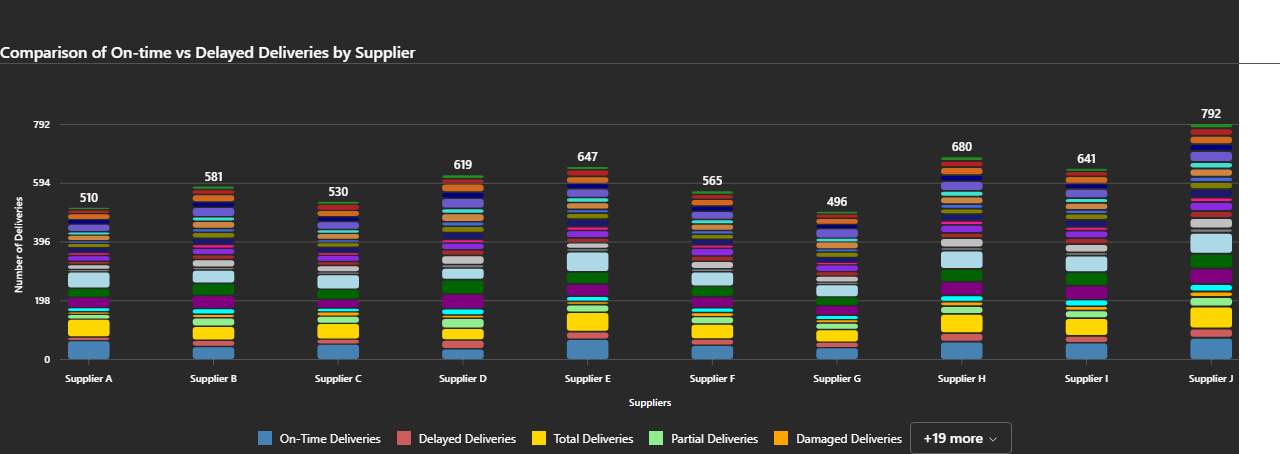 Comparison of On-time vs Delayed Deliveries by Supplier
792
594
396
198
0
Number of Deliveries
510
581
530
619
647
565
496
680
641
792
Supplier A
Supplier B
Supplier C
Supplier D
Supplier E
Supplier F
Supplier G
Supplier H
Supplier I
Supplier J
Suppliers
On-Time Deliveries
Delayed Deliveries
Total Deliveries
Partial Deliveries
Damaged Deliveries
+19 more